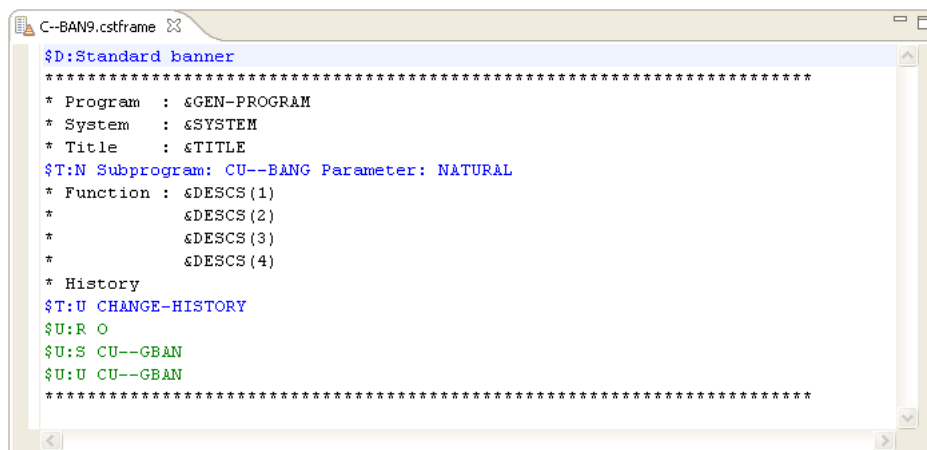 C--BAN9.cstframe
$D:Standard banner
************************************************************************
* Program  : &GEN-PROGRAM
* System   : &SYSTEM
* Title    : &TITLE
$T:N Subprogram: CU--BANG Parameter: NATURAL
* Function : &DESCS(1)
*            &DESCS(2)
*            &DESCS(3)
*            &DESCS(4)
* History
$T:U CHANGE-HISTORY
$U:R O
$U:S CU--GBAN
$U:U CU--GBAN
************************************************************************